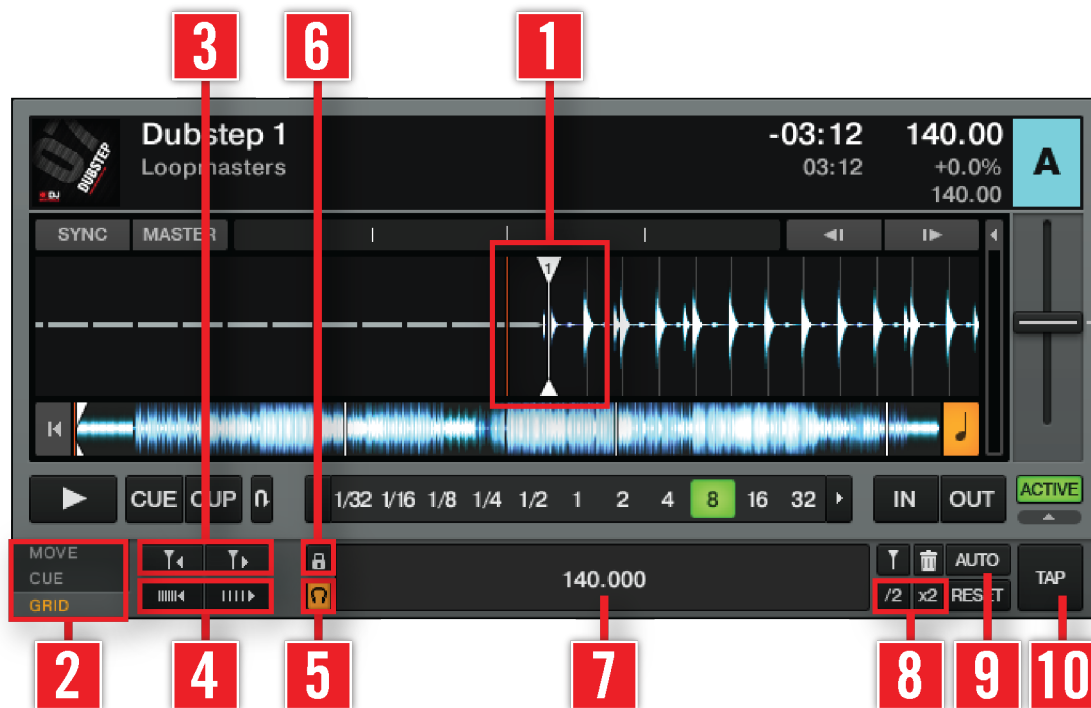 3 6 1
DUBSTEP
DJ
Dubstep 1
Loopmasters
-03:12 140.00
03:12 +0.0%
140.00
A
SYNC MASTER
1
CUE CUP 1/32 1/16 1/8 1/4 1/2 1 2 4 8 16 32 IN OUT ACTIVE
MOVE
CUE
GRID
140.000
AUTO
/2 x2 RESET
TAP
2 4 5 7 8 9 10